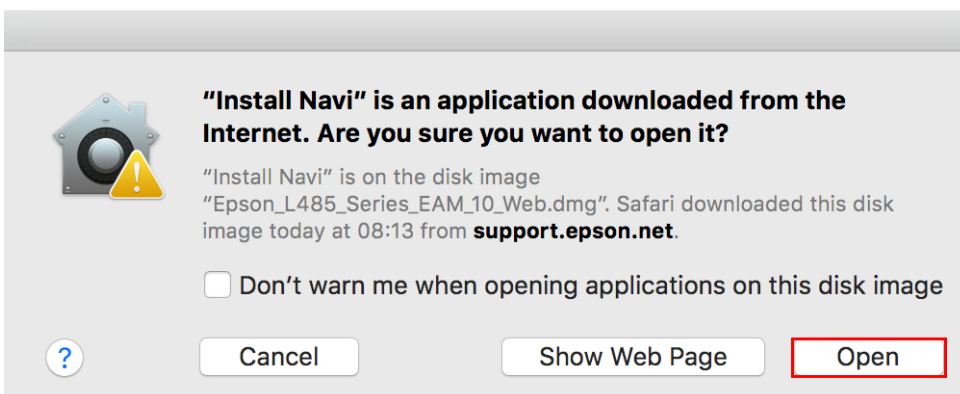 “Install Navi” is an application downloaded from the
Internet. Are you sure you want to open it?
“Install Navi” is on the disk image
“Epson_L485_Series_EAM_10_Web.dmg”. Safari downloaded this disk
image today at 08:13 from support.epson.net.
Don’t warn me when opening applications on this disk image
?
Cancel
Show Web Page
Open